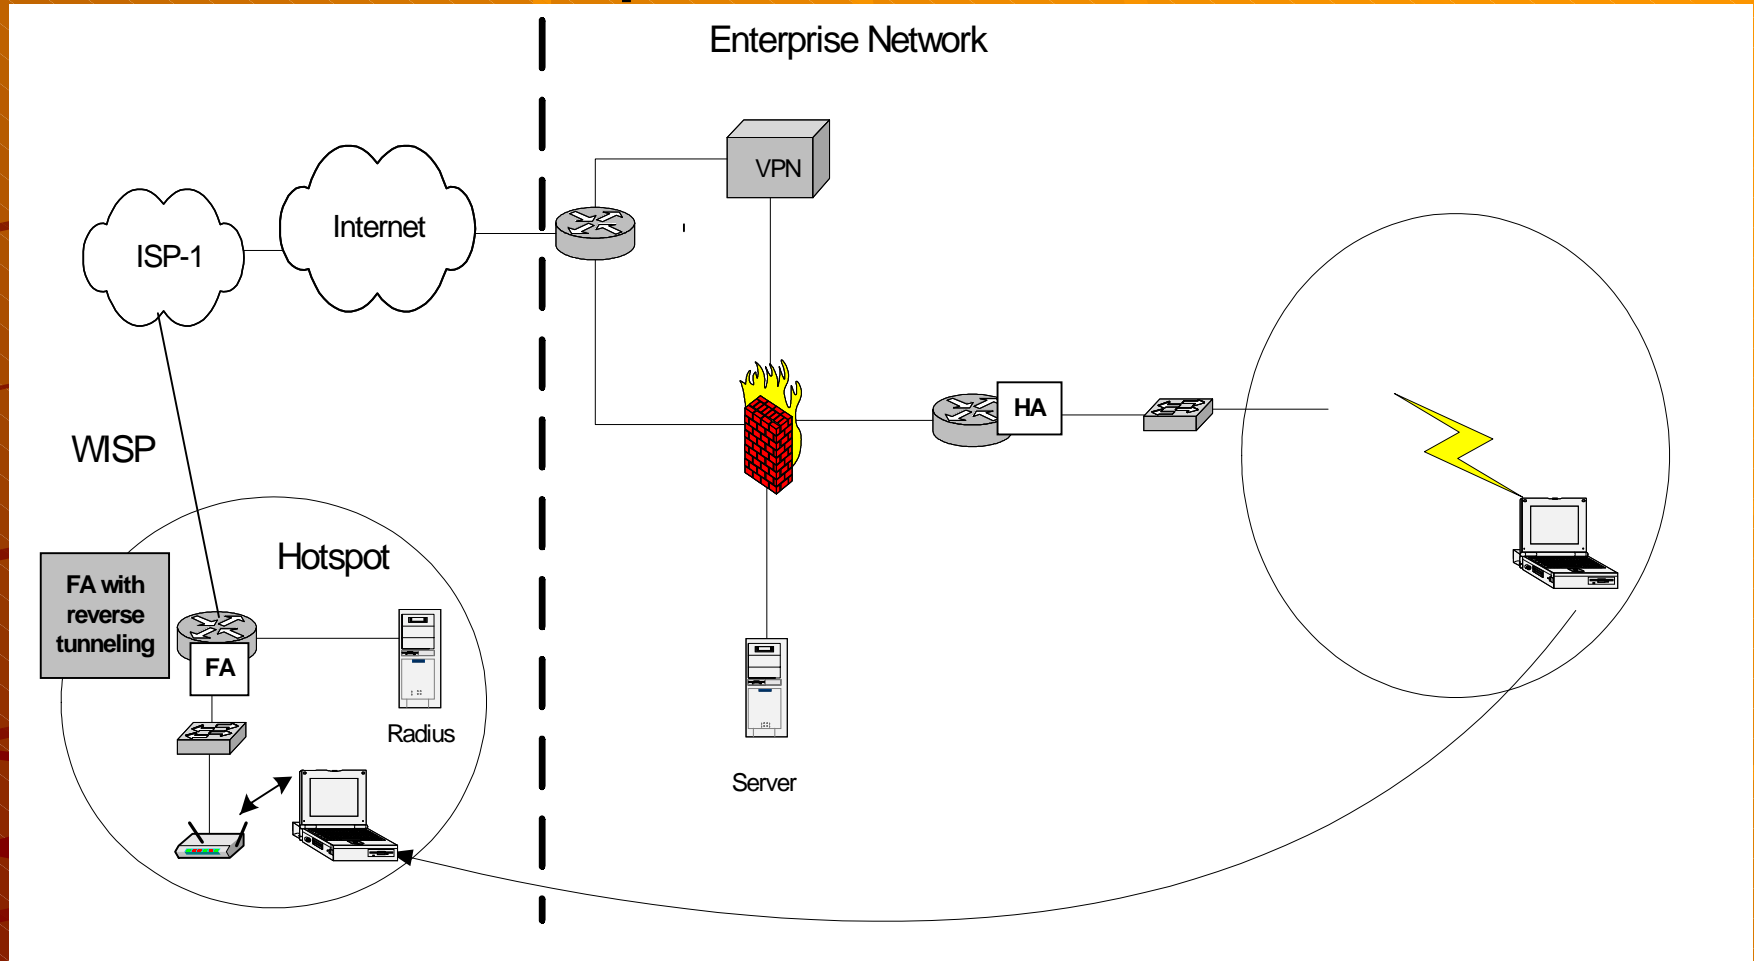 Enterprise Network
VPN
Internet
ISP-1
HA
WISP
Hotspot
FA with
reverse
tunneling
FA
Radius
Server